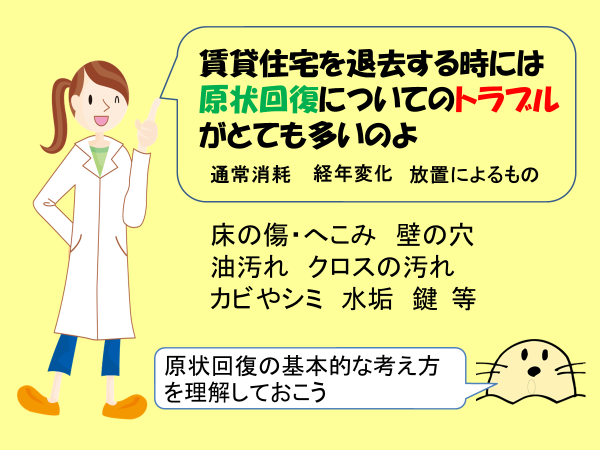 賃貸住宅を退去する時には
原状回復についてのトラブル
がとても多いのよ
通常消耗　経年変化　放置によるもの
床の傷・へこみ　壁の穴
油汚れ　クロスの汚れ
カビやシミ　水垢　鍵 等
原状回復の基本的な考え方
を理解しておこう